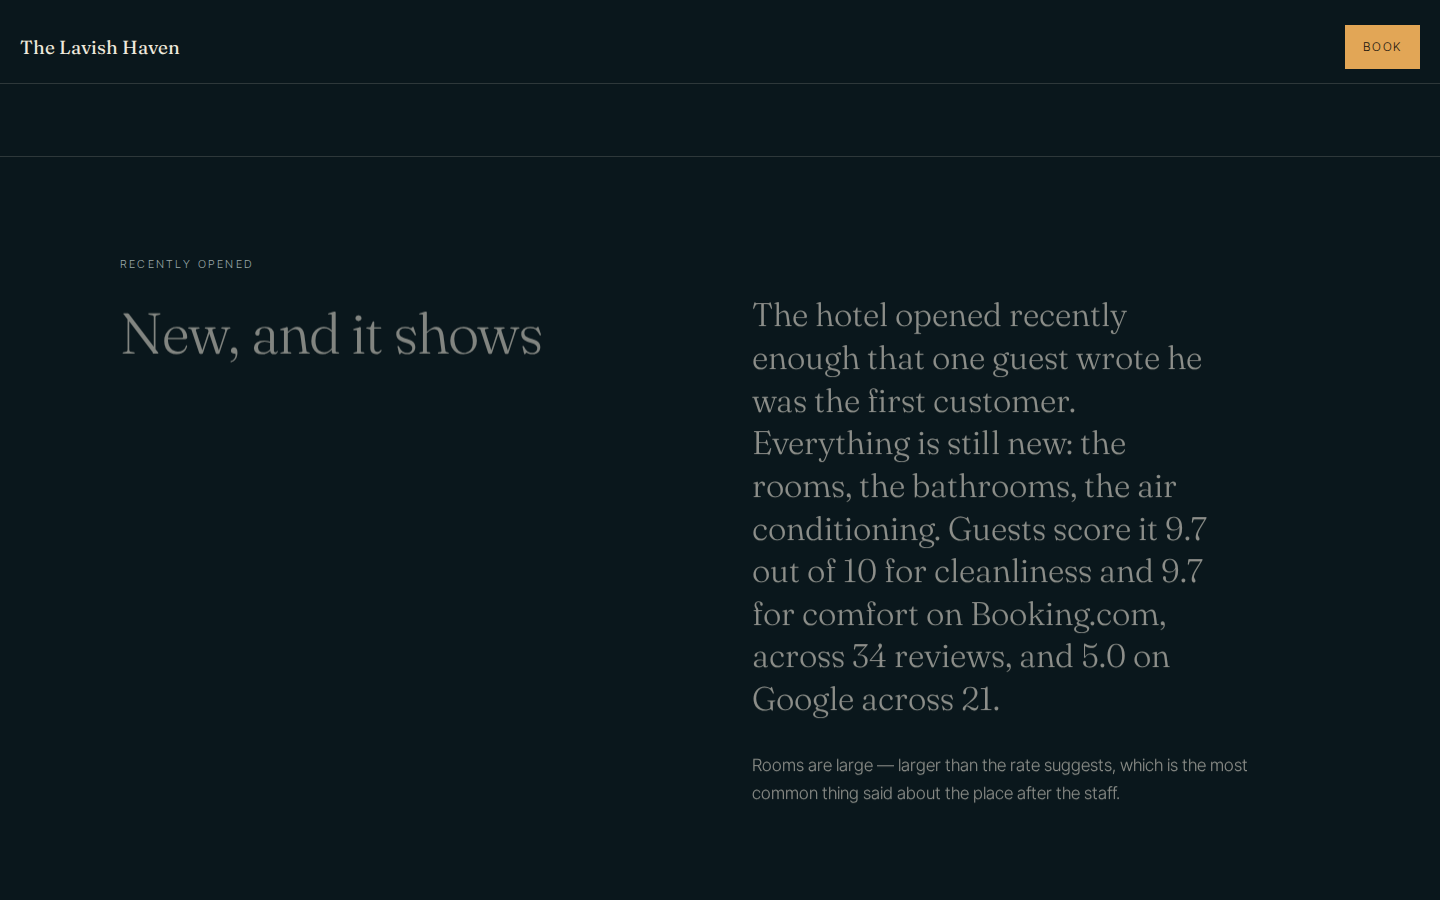 The Lavish Haven
BOOK
RECENTLY OPENED
New, and it shows
The hotel opened recently
enough that one guest wrote he
was the first customer.
Everything is still new: the
rooms, the bathrooms, the air
conditioning. Guests score it 9.7
out of 10 for cleanliness and 9.7
for comfort on Booking.com,
across 34 reviews, and 5.0 on
Google across 21.
Rooms are large — larger than the rate suggests, which is the most
common thing said about the place after the staff.